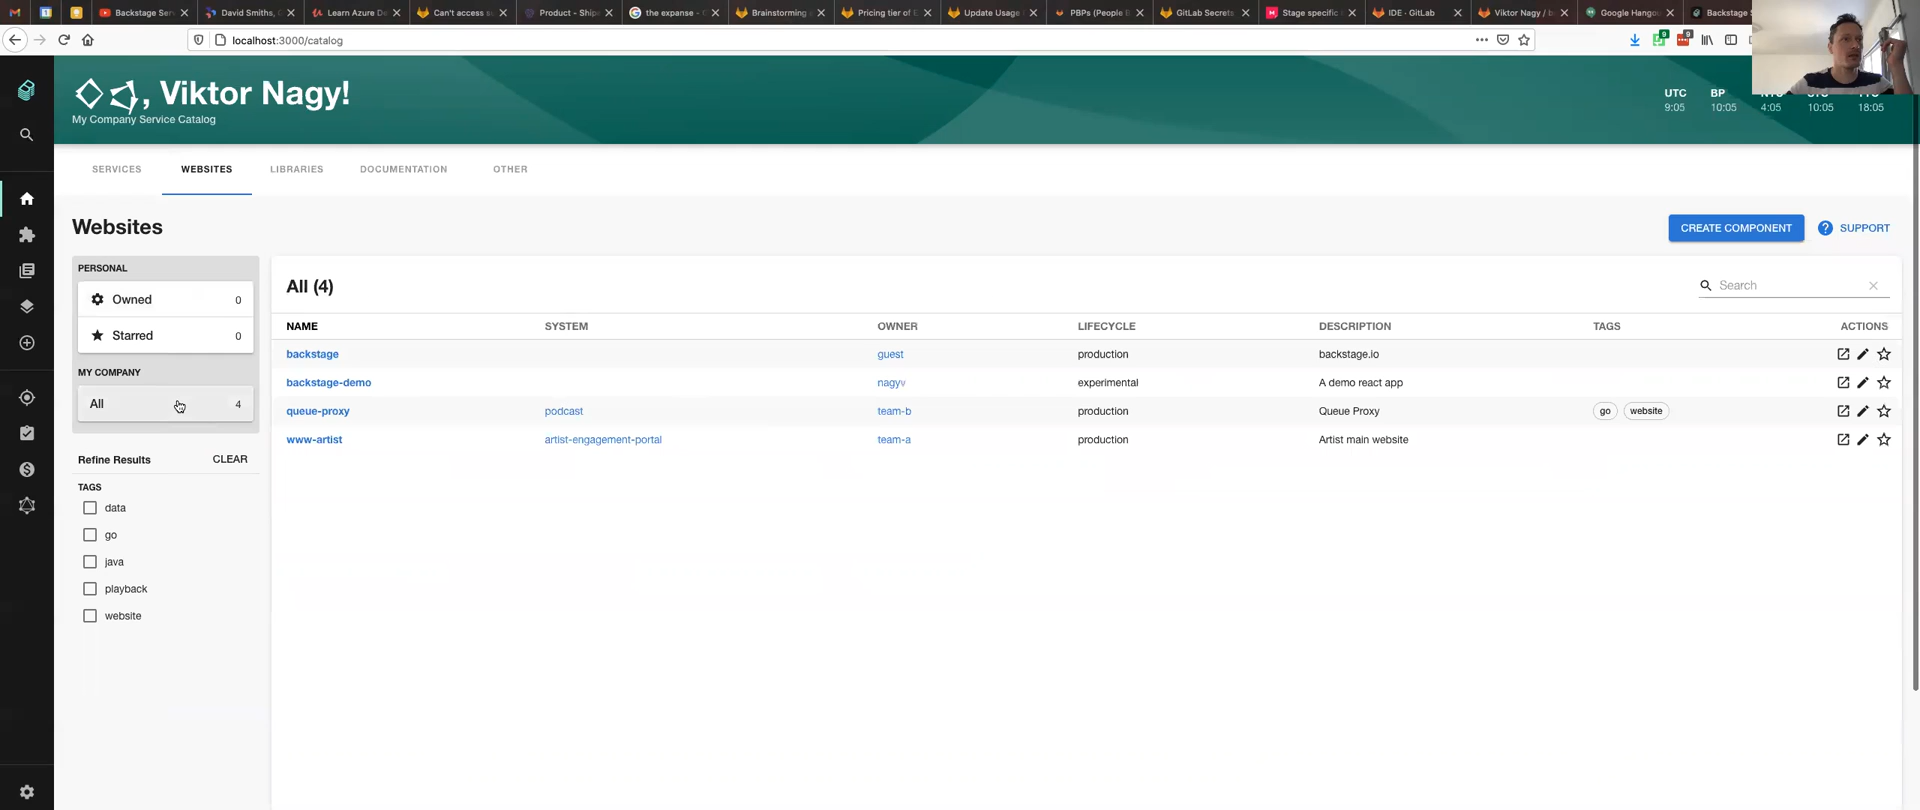 Backstage Ser
David Smiths,
Learn Azure De
Can't access s
Product - Ship
the expanse - G
Brainstorming
Pricing tier of E
Update Usage
PBPs (People B
GitLab Secrets
Stage specific
IDE · GitLab
Viktor Nagy / b
Google Hangou
Backstage S
localhost:3000/catalog
9
9
, Viktor Nagy!
My Company Service Catalog
UTC BP
9:05 10:05 4:05 10:05 18:05
SERVICES WEBSITES LIBRARIES DOCUMENTATION OTHER
Websites
CREATE COMPONENT SUPPORT
PERSONAL
Owned 0
Starred 0
MY COMPANY
All 4
Refine Results CLEAR
TAGS
data
go
java
playback
website
All (4)
Search
NAME SYSTEM OWNER LIFECYCLE DESCRIPTION TAGS ACTIONS
backstage guest production backstage.io
backstage-demo nagyv experimental A demo react app
queue-proxy podcast team-b production Queue Proxy go website
www-artist artist-engagement-portal team-a production Artist main website